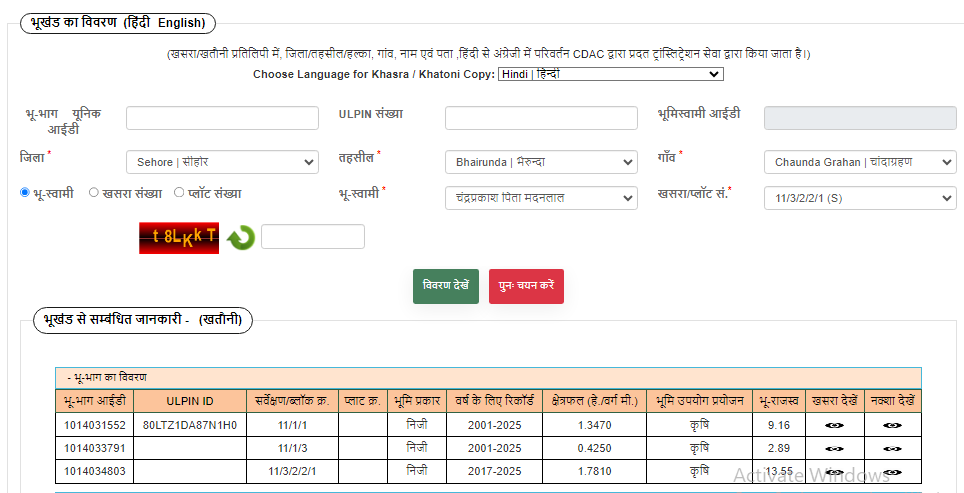 भूखंड का विवरण (हिंदी English)
(खसरा/खतौनी प्रतिलिपी में, जिला/तहसील/हल्का, गांव, नाम एवं पता ,हिंदी से अंग्रेजी में परिवर्तन CDAC द्वारा प्रदत ट्रांस्लिट्रेशन सेवा द्वारा किया जाता है।)
Choose Language for Khasra / Khatoni Copy: Hindi | हिन्दी
भू-भाग यूनिक आईडी
ULPIN संख्या
भूमिस्वामी आईडी
जिला * Sehore | सीहोर तहसील * Bhairunda | भैरुन्दा गाँव * Chaunda Grahan | चांदाग्रहण
भू-स्वामी खसरा संख्या प्लॉट संख्या भू-स्वामी * चंद्रप्रकाश पिता मदनलाल खसरा/प्लॉट सं.* 11/3/2/2/1 (S)
t 8LKk T
विवरण देखें पुनः चयन करें
भूखंड से सम्बंधित जानकारी - (खतौनी)
- भू-भाग का विवरण
भू-भाग आईडी ULPIN ID सर्वेक्षण/ब्लॉक क्र. प्लाट क्र. भूमि प्रकार वर्ष के लिए रिकॉर्ड क्षेत्रफल (हे./वर्ग मी.) भूमि उपयोग प्रयोजन भू-राजस्व खसरा देखें नक्शा देखें
1014031552 80LTZ1DA87N1H0 11/1/1 निजी 2001-2025 1.3470 कृषि 9.16
1014033791 11/1/3 निजी 2001-2025 0.4250 कृषि 2.89
1014034803 11/3/2/2/1 निजी 2017-2025 1.7810 कृषि 13.55
Activate Windows